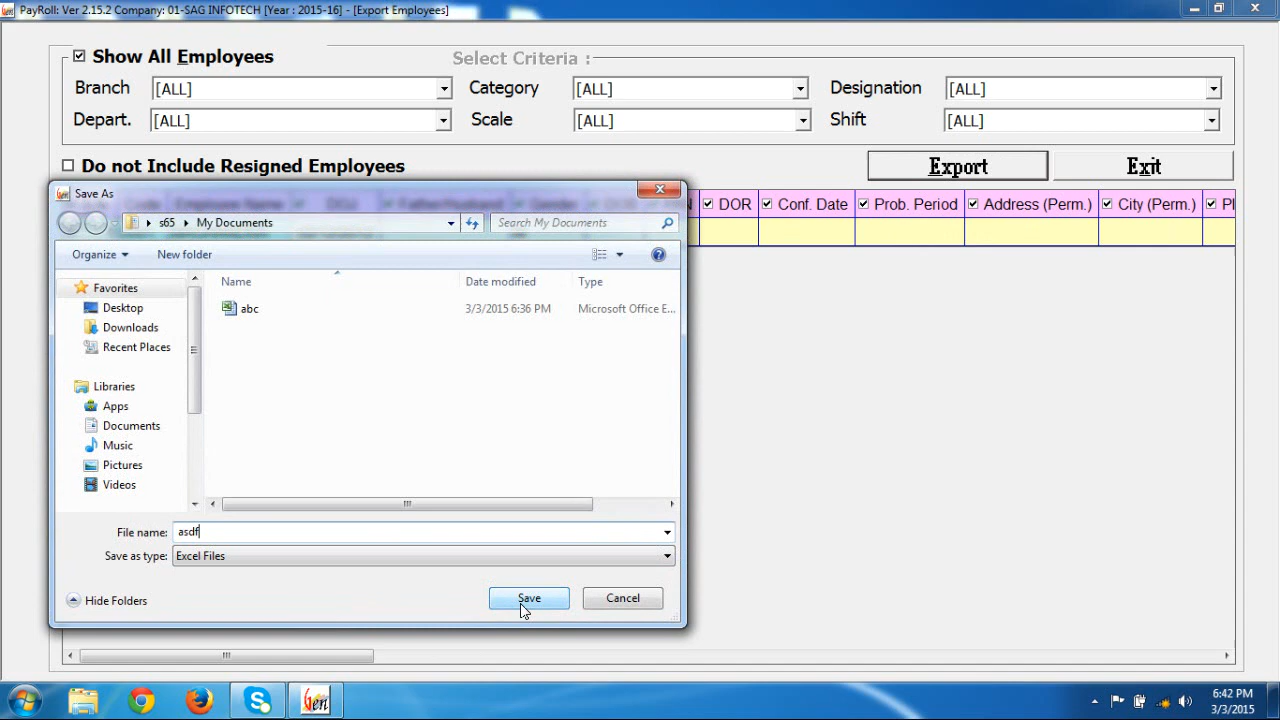 PayRoll: Ver 2.15.2 Company: 01-SAG INFOTECH [Year : 2015-16] - [Export Employees]
Show All Employees
Select Criteria :
Branch [ALL] Category [ALL] Designation [ALL]
Depart. [ALL] Scale [ALL] Shift [ALL]
Do not Include Resigned Employees
Export Exit
Save As
DOR Conf. Date Prob. Period Address (Perm.) City (Perm.)
s65 My Documents Search My Documents
Organize New folder
Favorites Name Date modified Type
Desktop abc 3/3/2015 6:36 PM Microsoft Office E...
Downloads
Recent Places
Libraries
Apps
Documents
Music
Pictures
Videos
File name: asdf
Save as type: Excel Files
Hide Folders Save Cancel
Gen
6:42 PM
3/3/2015